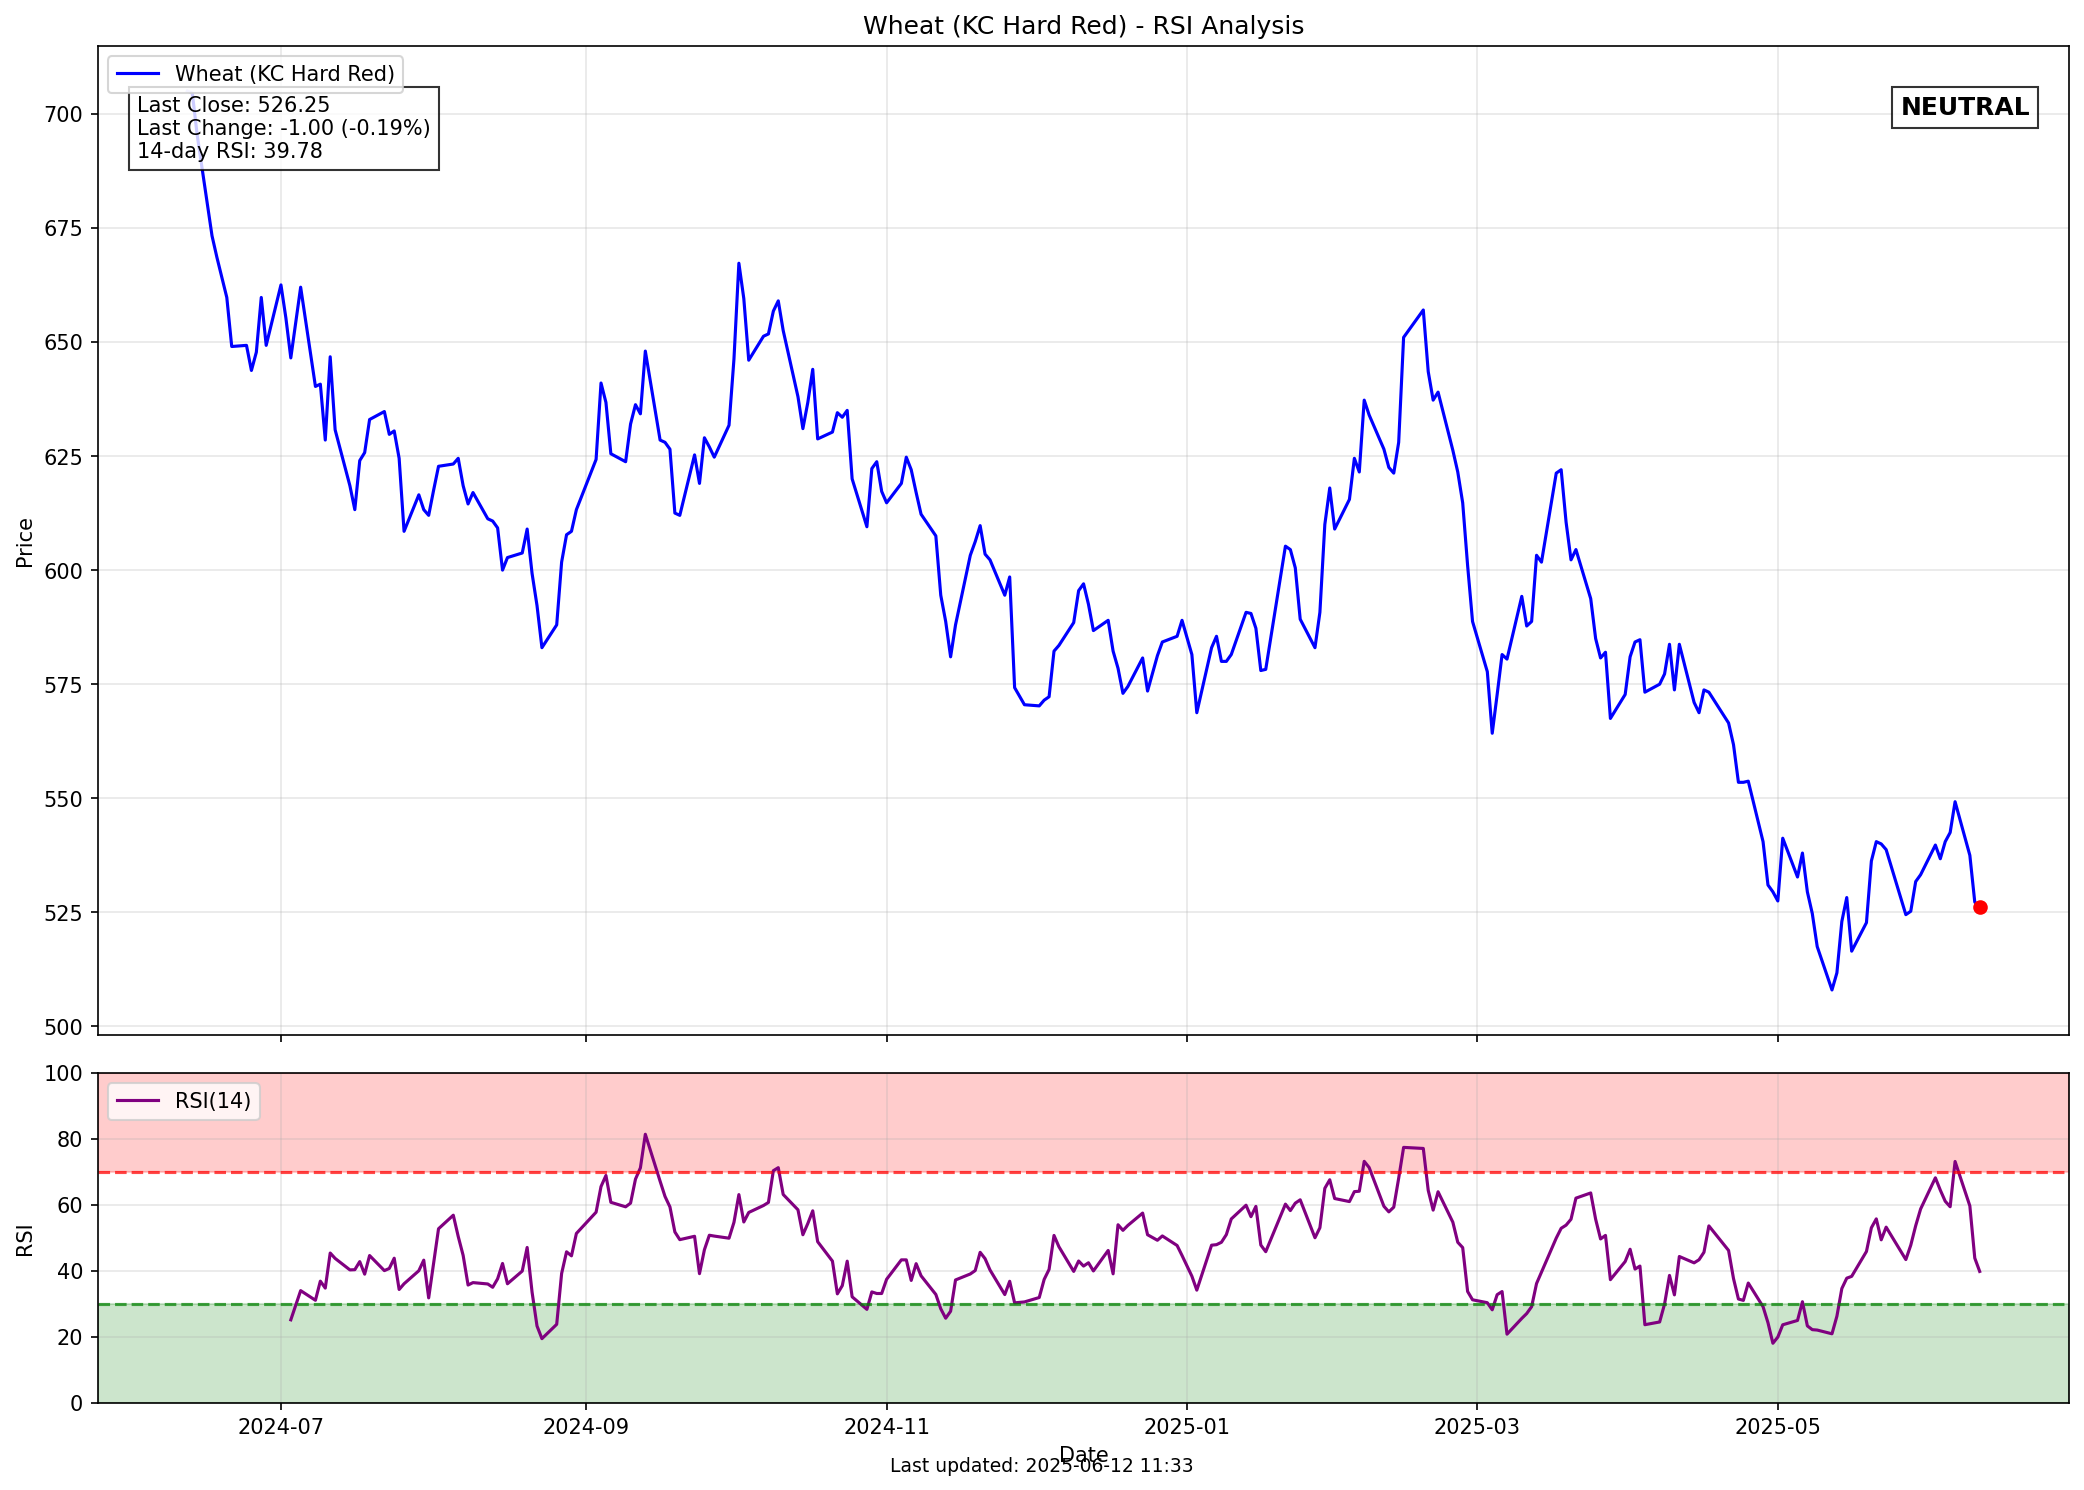 Wheat (KC Hard Red) - RSI Analysis
Wheat (KC Hard Red)
Last Close: 526.25
Last Change: -1.00 (-0.19%)
14-day RSI: 39.78
NEUTRAL
700
675
650
625
600
575
550
525
500
Price
100
80
60
40
20
0
RSI
RSI(14)
2024-07
2024-09
2024-11
2025-01
2025-03
2025-05
Date
Last updated: 2025-06-12 11:33